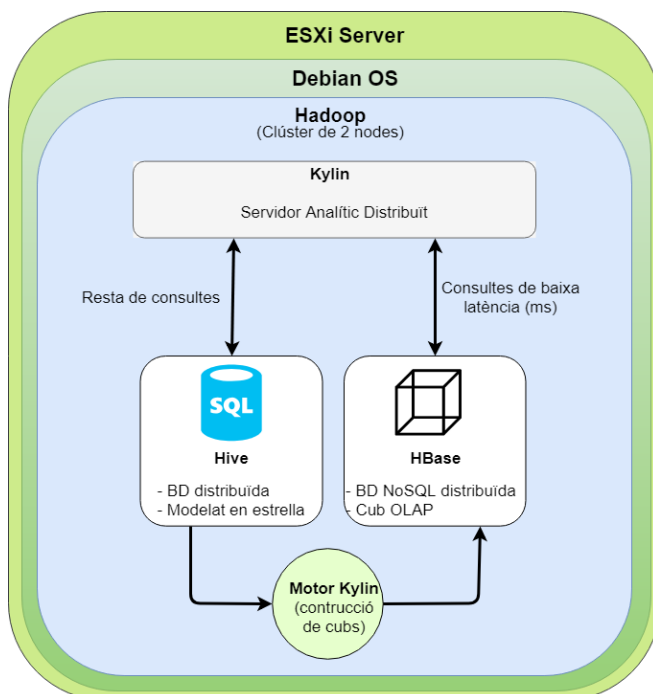 ESXi Server
Debian OS
Hadoop
(Clúster de 2 nodes)
Kylin
Servidor Analític Distribuït
Resta de consultes
Consultes de baixa
latència (ms)
SQL
Hive
- BD distribuïda
- Modelat en estrella
HBase
- BD NoSQL distribuïda
- Cub OLAP
Motor Kylin
(contrucció
de cubs)